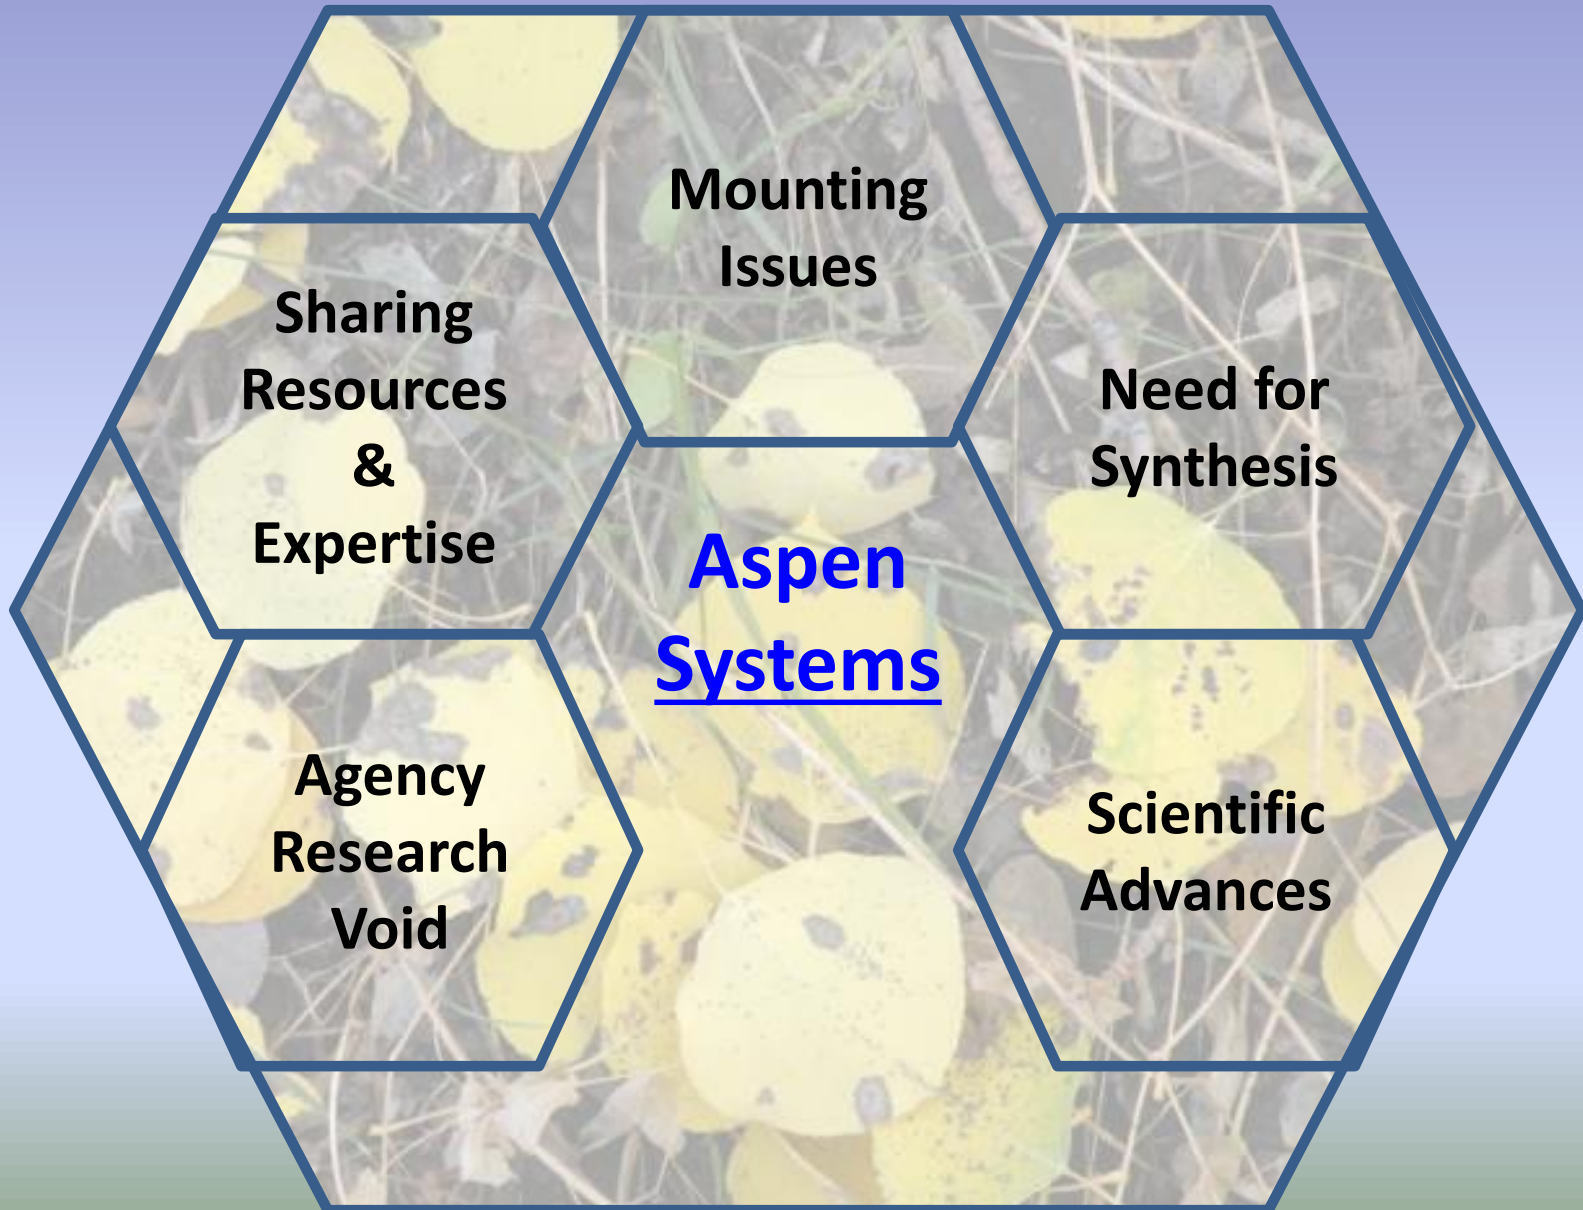 Mounting
Issues
Sharing
Resources
&
Expertise
Need for
Synthesis
Aspen
Systems
Agency
Research
Void
Scientific
Advances